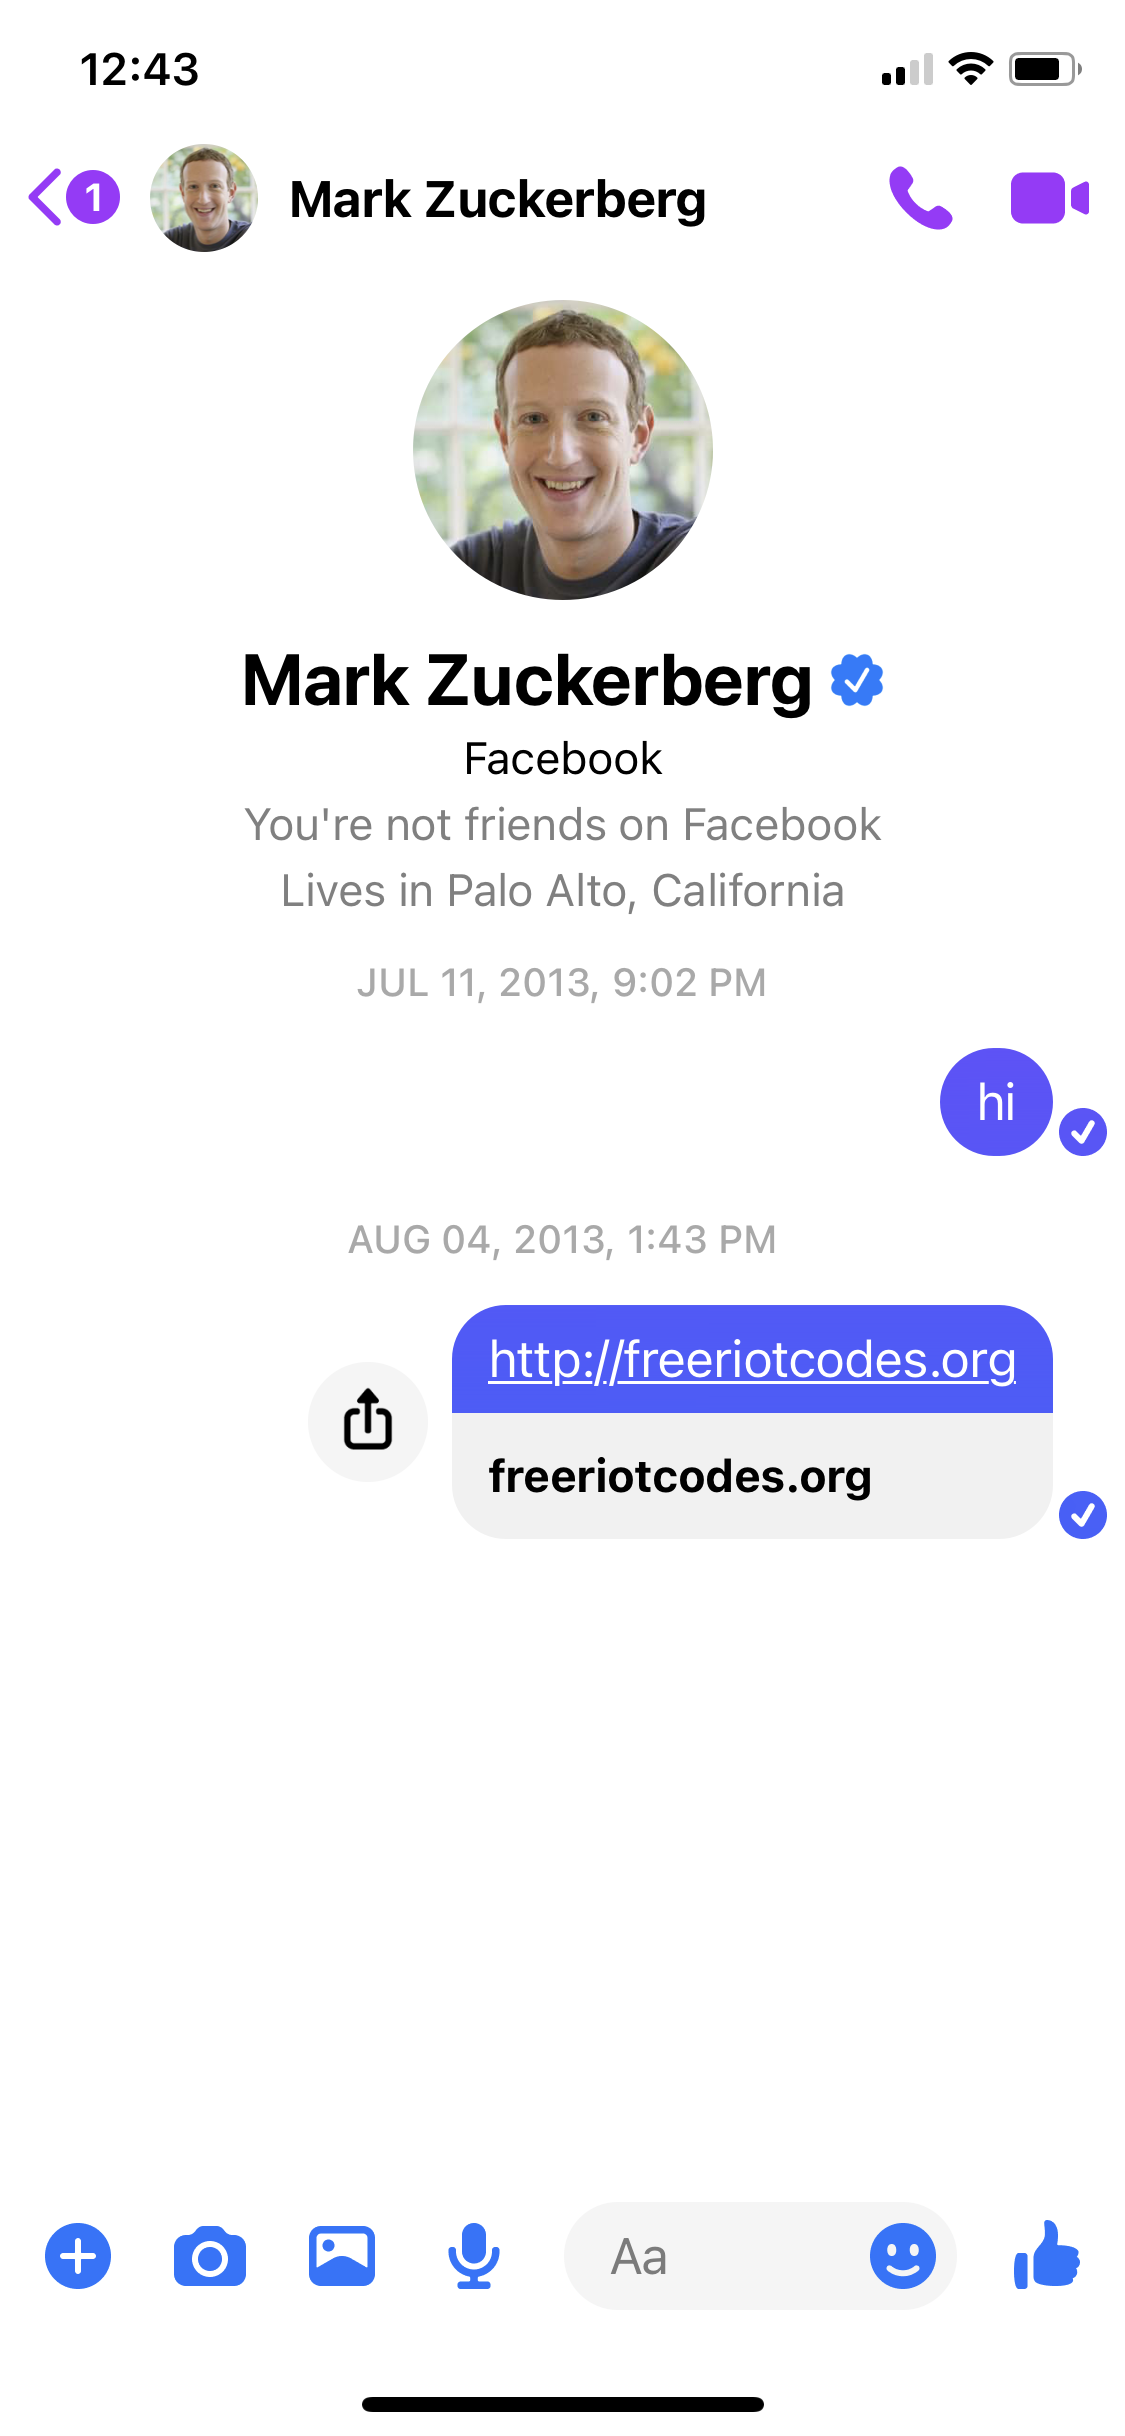 12:43
1
Mark Zuckerberg
Mark Zuckerberg
Facebook
You're not friends on Facebook
Lives in Palo Alto, California
JUL 11, 2013, 9:02 PM
hi
AUG 04, 2013, 1:43 PM
http://freeriotcodes.org
freeriotcodes.org
Aa